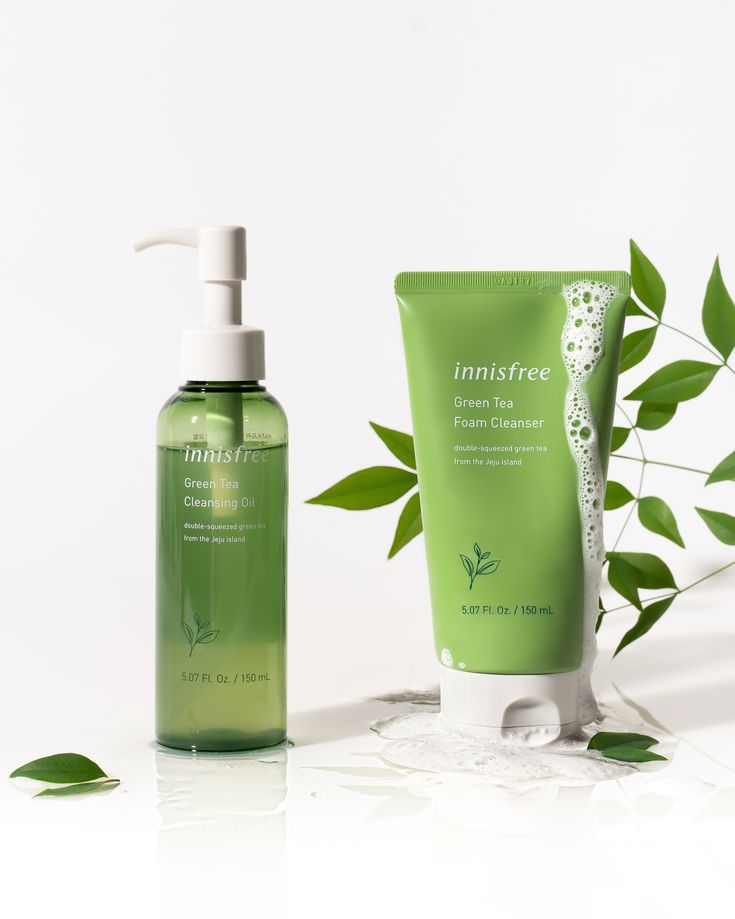 innisfree
Green Tea
Cleansing Oil
double-squeezed green tea
from the Jeju island
5.07 Fl. Oz. / 150 mL
innisfree
Green Tea
Foam Cleanser
double-squeezed green tea
from the Jeju island
5.07 Fl. Oz. / 150 mL